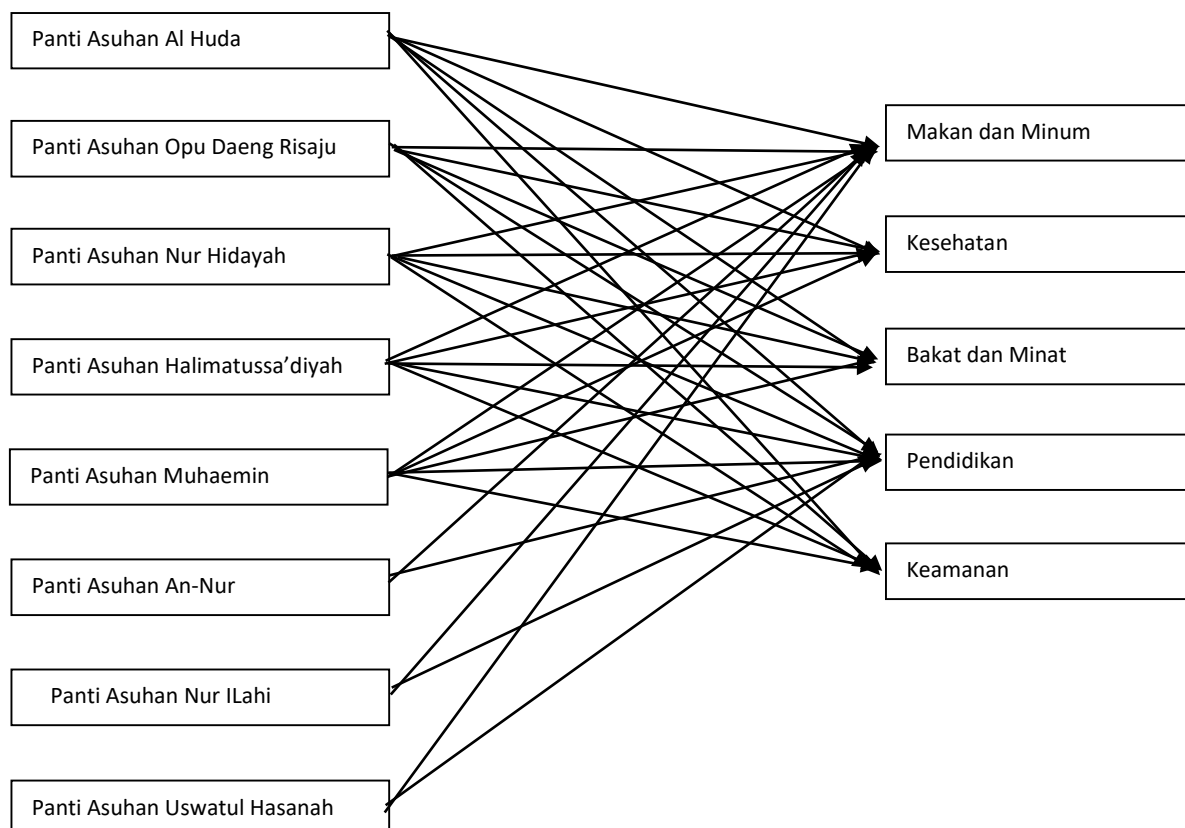 Panti Asuhan Al Huda
Panti Asuhan Opu Daeng Risaju
Panti Asuhan Nur Hidayah
Panti Asuhan Halimatussa’diyah
Panti Asuhan Muhaemin
Panti Asuhan An-Nur
Panti Asuhan Nur ILahi
Panti Asuhan Uswatul Hasanah
Makan dan Minum
Kesehatan
Bakat dan Minat
Pendidikan
Keamanan